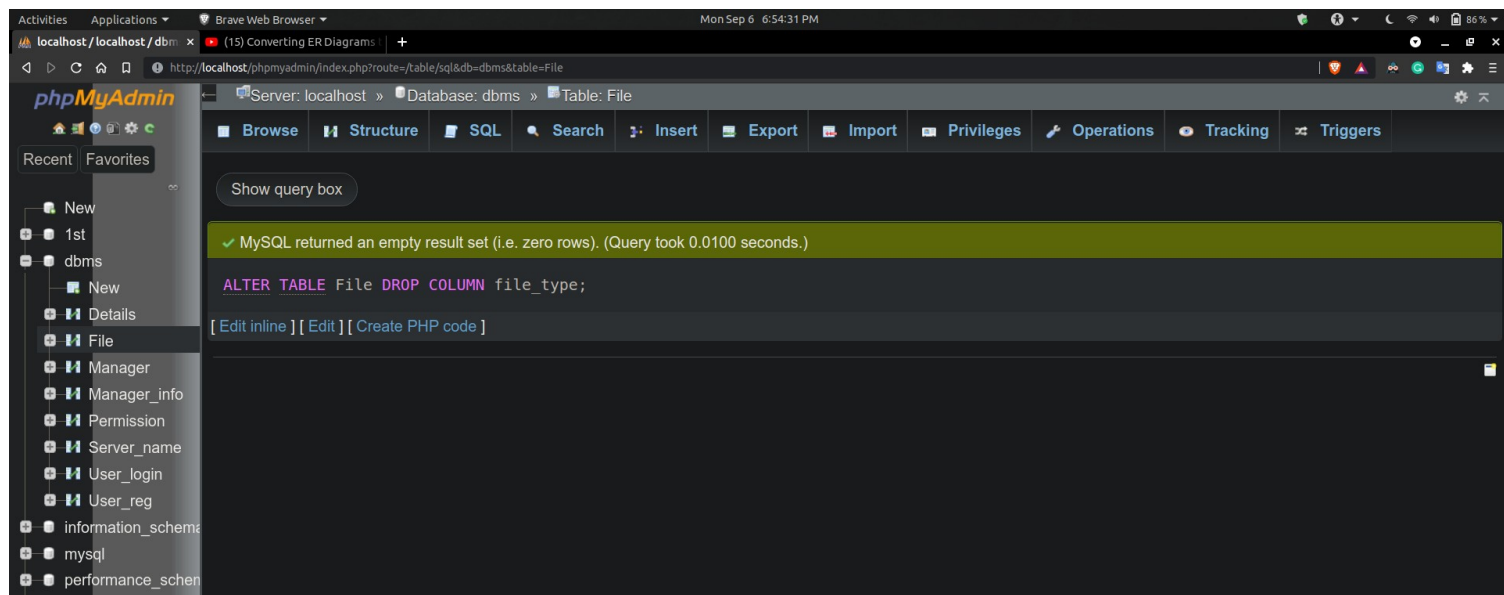 Activities Applications Brave Web Browser Mon Sep 6 6:54:31 PM 86%
localhost / localhost / dbm (15) Converting ER Diagrams t
http://localhost/phpmyadmin/index.php?route=/table/sql&db=dbms&table=File
phpMyAdmin
Server: localhost » Database: dbms » Table: File
Browse Structure SQL Search Insert Export Import Privileges Operations Tracking Triggers
Recent Favorites
New
1st
dbms
New
Details
File
Manager
Manager_info
Permission
Server_name
User_login
User_reg
information_schema
mysql
performance_schen
Show query box
MySQL returned an empty result set (i.e. zero rows). (Query took 0.0100 seconds.)
ALTER TABLE File DROP COLUMN file_type;
[ Edit inline ] [ Edit ] [ Create PHP code ]